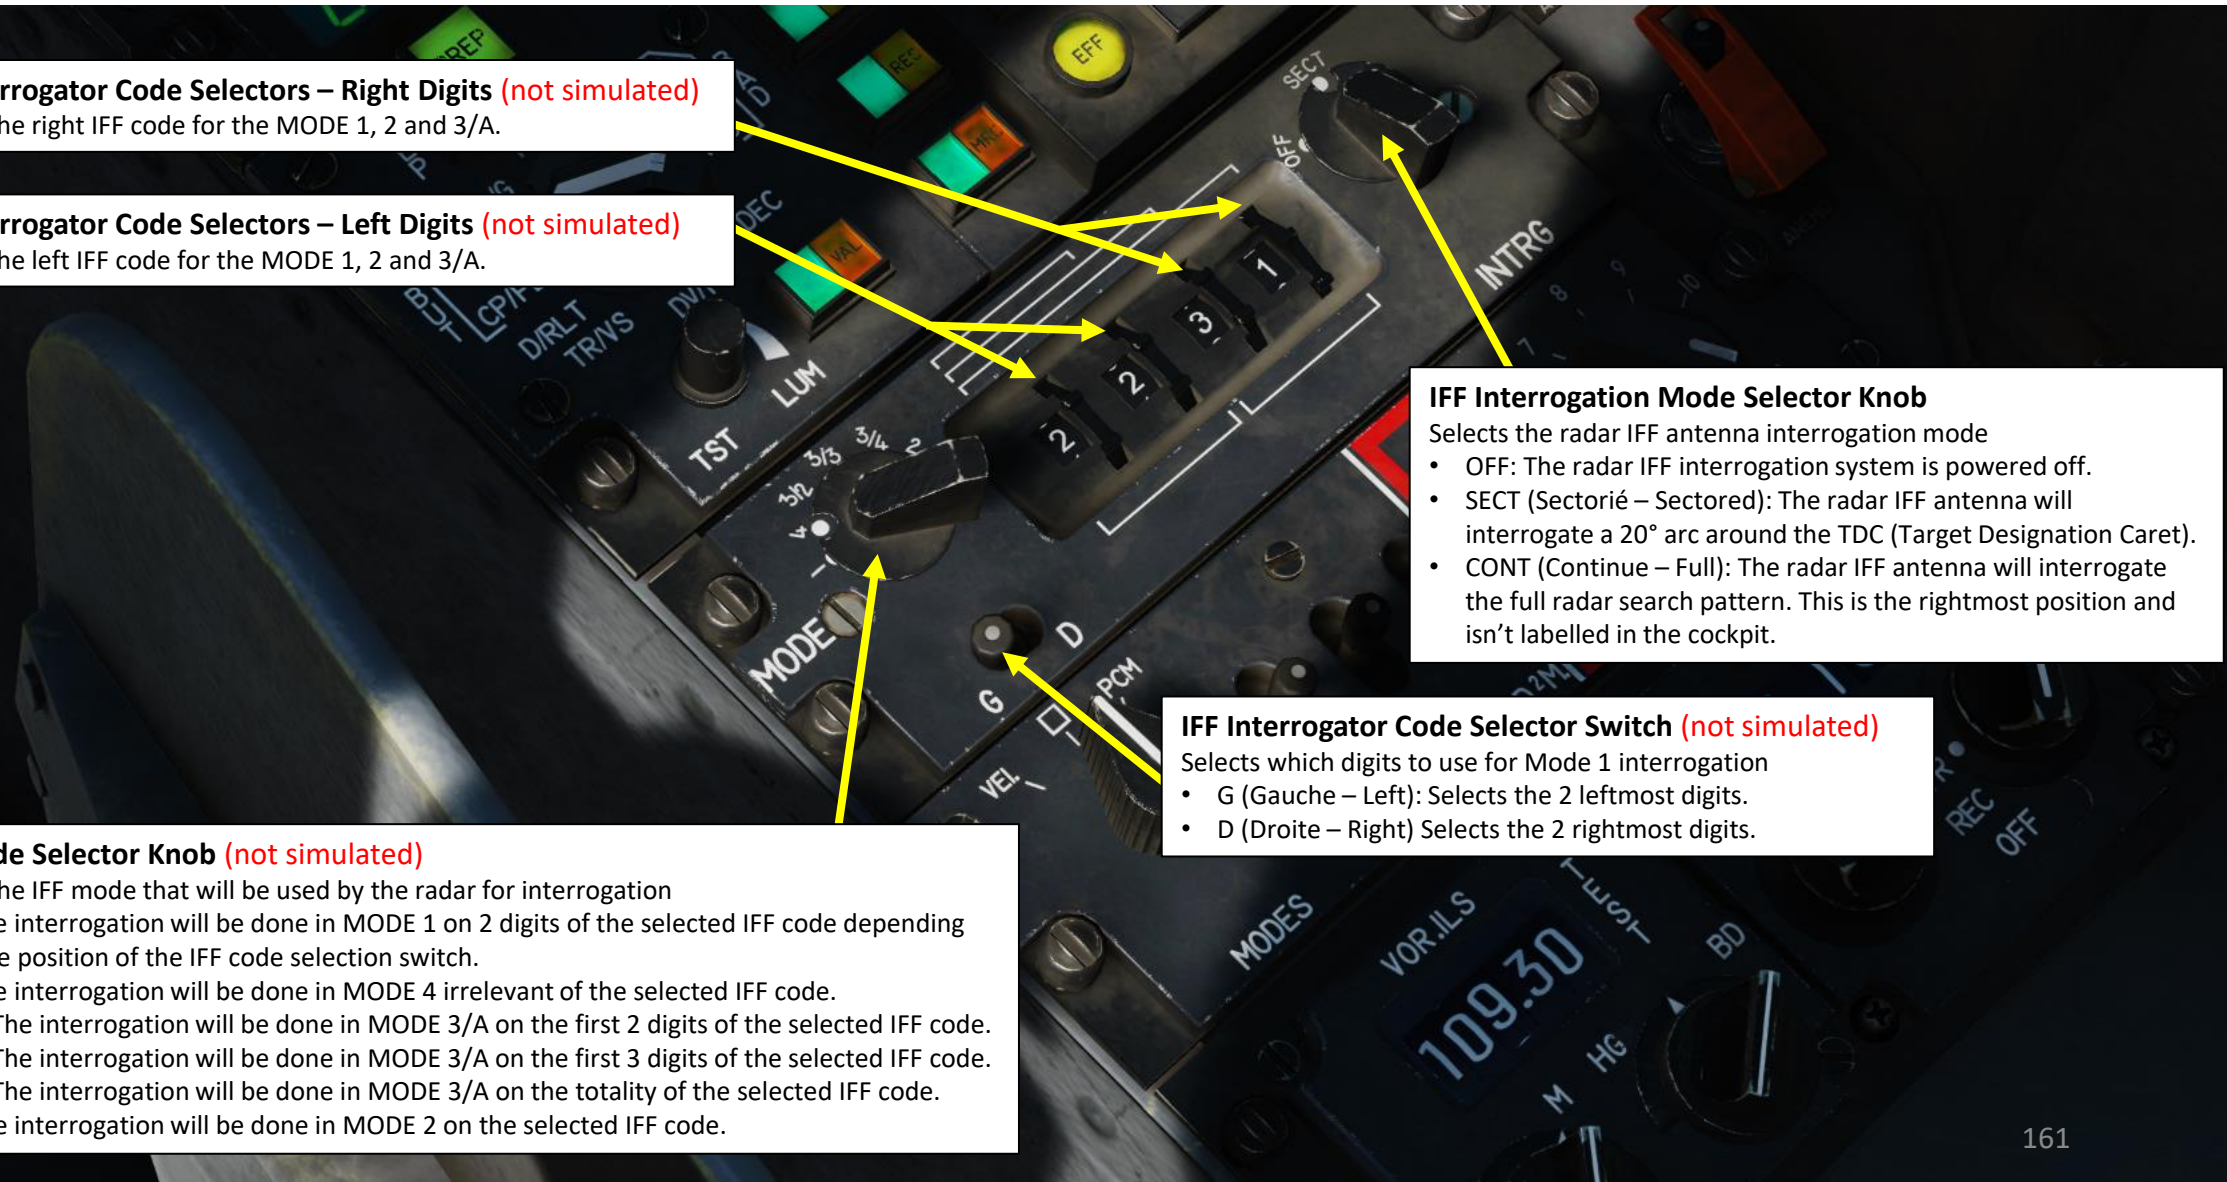 PREP
REC
EFF
SECT
OFF
MRC
DEC
VAL
rrogator Code Selectors – Right Digits (not simulated)
he right IFF code for the MODE 1, 2 and 3/A.
rrogator Code Selectors – Left Digits (not simulated)
he left IFF code for the MODE 1, 2 and 3/A.
BUT
D/RLT
TR/VS
LUM
TST
1
3
2
2
INTRG
10
9
8
7
3/4
2
3/3
3/2
4
MODE
D
G
IFF Interrogation Mode Selector Knob
Selects the radar IFF antenna interrogation mode
• OFF: The radar IFF interrogation system is powered off.
• SECT (Sectorié – Sectored): The radar IFF antenna will
interrogate a 20° arc around the TDC (Target Designation Caret).
• CONT (Continue – Full): The radar IFF antenna will interrogate
the full radar search pattern. This is the rightmost position and
isn't labelled in the cockpit.
PCM
VEL
IFF Interrogator Code Selector Switch (not simulated)
Selects which digits to use for Mode 1 interrogation
• G (Gauche – Left): Selects the 2 leftmost digits.
• D (Droite – Right) Selects the 2 rightmost digits.
REC
OFF
de Selector Knob (not simulated)
he IFF mode that will be used by the radar for interrogation
e interrogation will be done in MODE 1 on 2 digits of the selected IFF code depending
e position of the IFF code selection switch.
e interrogation will be done in MODE 4 irrelevant of the selected IFF code.
The interrogation will be done in MODE 3/A on the first 2 digits of the selected IFF code.
The interrogation will be done in MODE 3/A on the first 3 digits of the selected IFF code.
The interrogation will be done in MODE 3/A on the totality of the selected IFF code.
e interrogation will be done in MODE 2 on the selected IFF code.
MODES
VOR.ILS
TEST
109.30
BD
HG
M
161